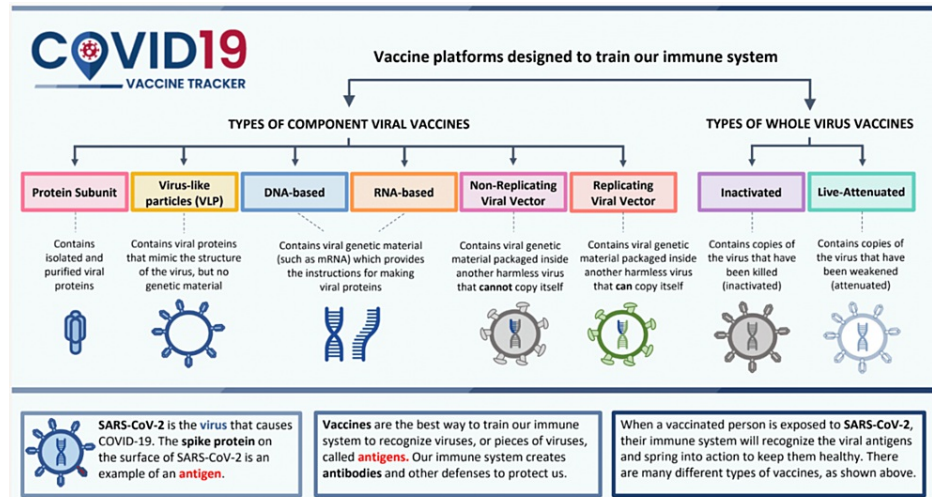 COVID19
VACCINE TRACKER
Vaccine platforms designed to train our immune system
TYPES OF COMPONENT VIRAL VACCINES
TYPES OF WHOLE VIRUS VACCINES
Protein Subunit
Virus-like
particles (VLP)
DNA-based
RNA-based
Non-Replicating
Viral Vector
Replicating
Viral Vector
Inactivated
Live-Attenuated
Contains
isolated and
purified viral
proteins
Contains viral proteins
that mimic the structure
of the virus, but no
genetic material
Contains viral genetic material
(such as mRNA) which provides
the instructions for making
viral proteins
Contains viral genetic
material packaged inside
another harmless virus
that cannot copy itself
Contains viral genetic
material packaged inside
another harmless virus
that can copy itself
Contains copies of
the virus that have
been killed
(inactivated)
Contains copies of
the virus that have
been weakened
(attenuated)
SARS-CoV-2 is the virus that causes
COVID-19. The spike protein on
the surface of SARS-CoV-2 is an
example of an antigen.
Vaccines are the best way to train our immune
system to recognize viruses, or pieces of viruses,
called antigens. Our immune system creates
antibodies and other defenses to protect us.
When a vaccinated person is exposed to SARS-CoV-2,
their immune system will recognize the viral antigens
and spring into action to keep them healthy. There
are many different types of vaccines, as shown above.